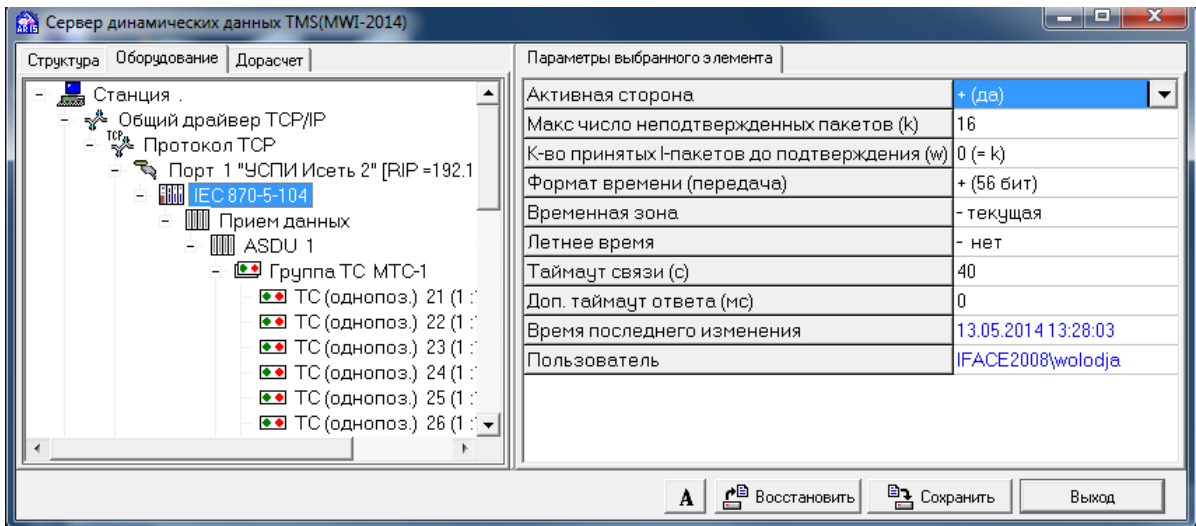 Сервер динамических данных TMS(MWI-2014)
Структура Оборудование Дорасчет
Станция .
Общий драйвер TCP/IP
TCP Протокол TCP
Порт 1 "УСПИ Исеть 2" [RIP =192.1
IEC 870-5-104
Прием данных
ASDU 1
Группа ТС МТС-1
ТС (однопоз.) 21 (1 :
ТС (однопоз.) 22 (1 :
ТС (однопоз.) 23 (1 :
ТС (однопоз.) 24 (1 :
ТС (однопоз.) 25 (1 :
ТС (однопоз.) 26 (1 :
Параметры выбранного элемента
Активная сторона + (да)
Макс число неподтвержденных пакетов (k) 16
К-во принятых I-пакетов до подтверждения (w) 0 (= k)
Формат времени (передача) + (56 бит)
Временная зона - текущая
Летнее время - нет
Таймаут связи (с) 40
Доп. таймаут ответа (мс) 0
Время последнего изменения 13.05.2014 13:28:03
Пользователь IFACE2008\wolodja
А Восстановить Сохранить Выход